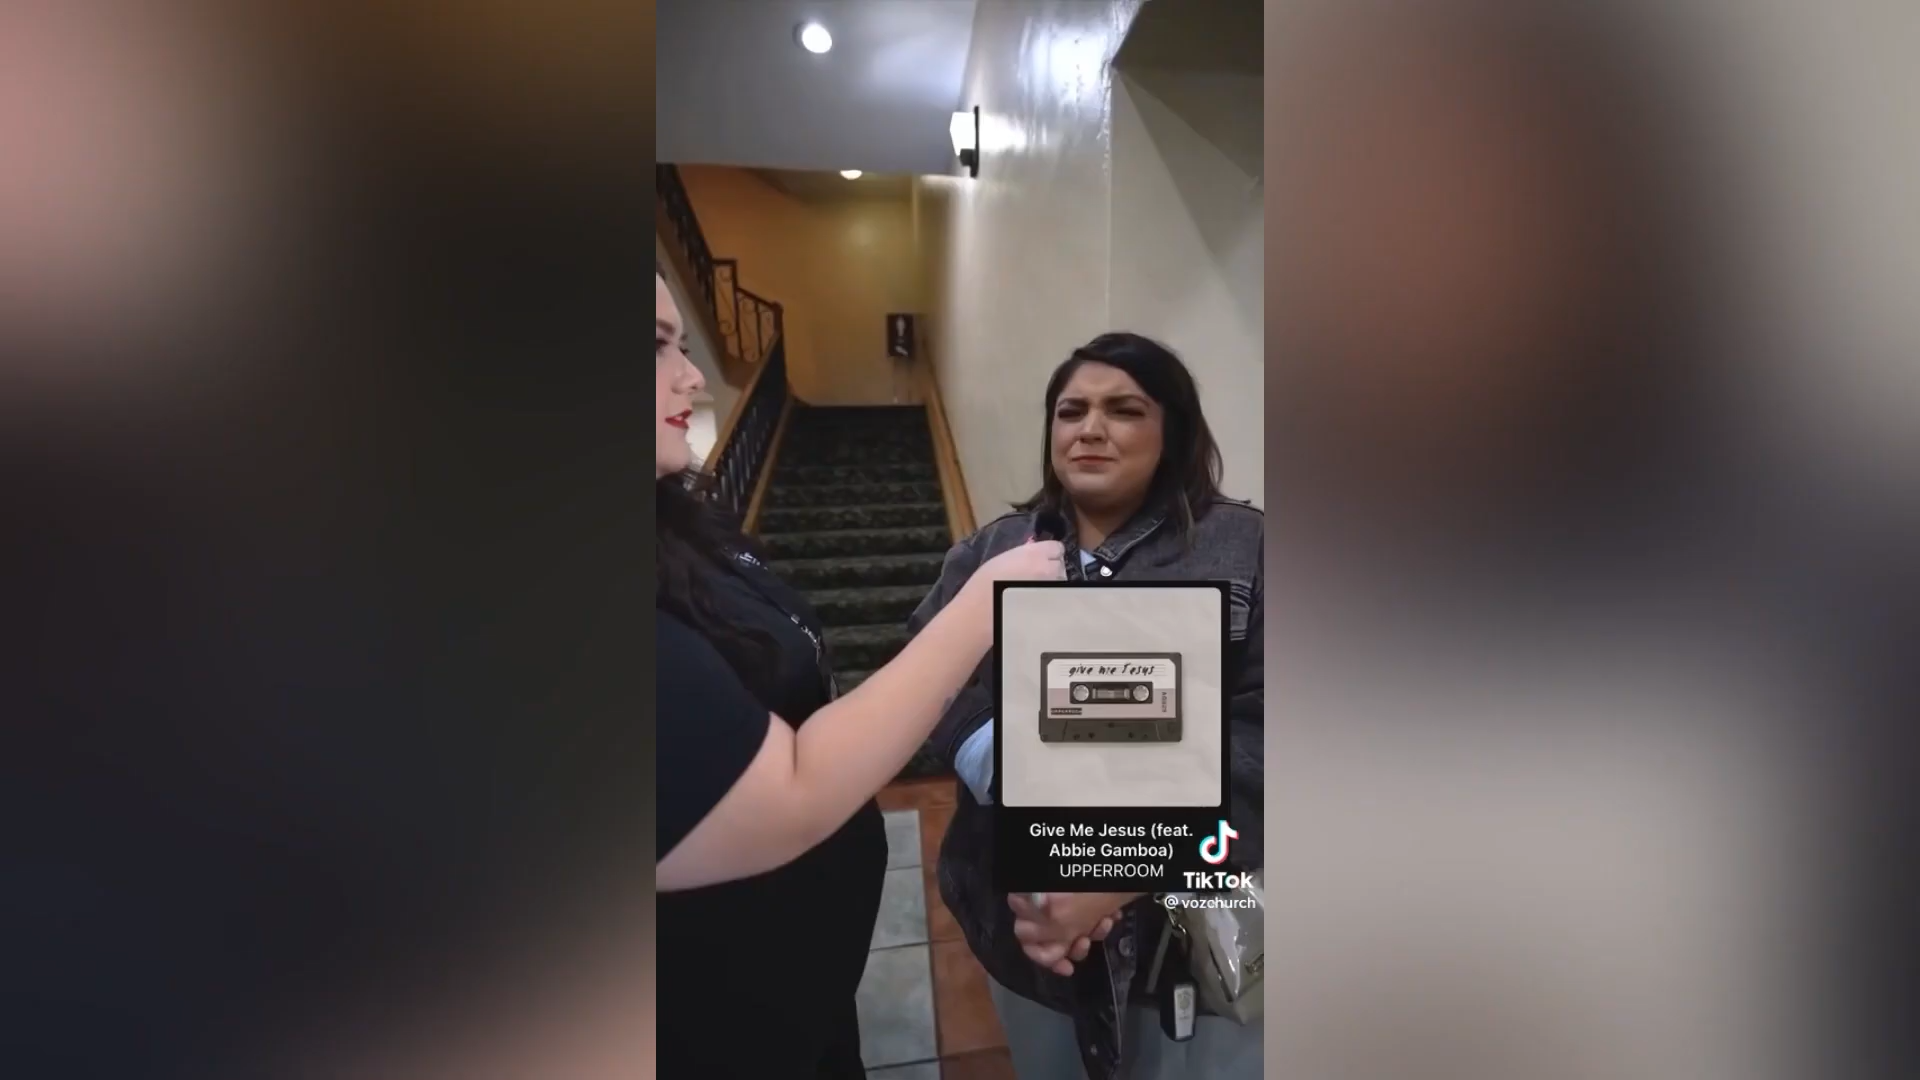 give me Jesus
Give Me Jesus (feat.
Abbie Gamboa)
UPPERROOM
TikTok
@vozchurch